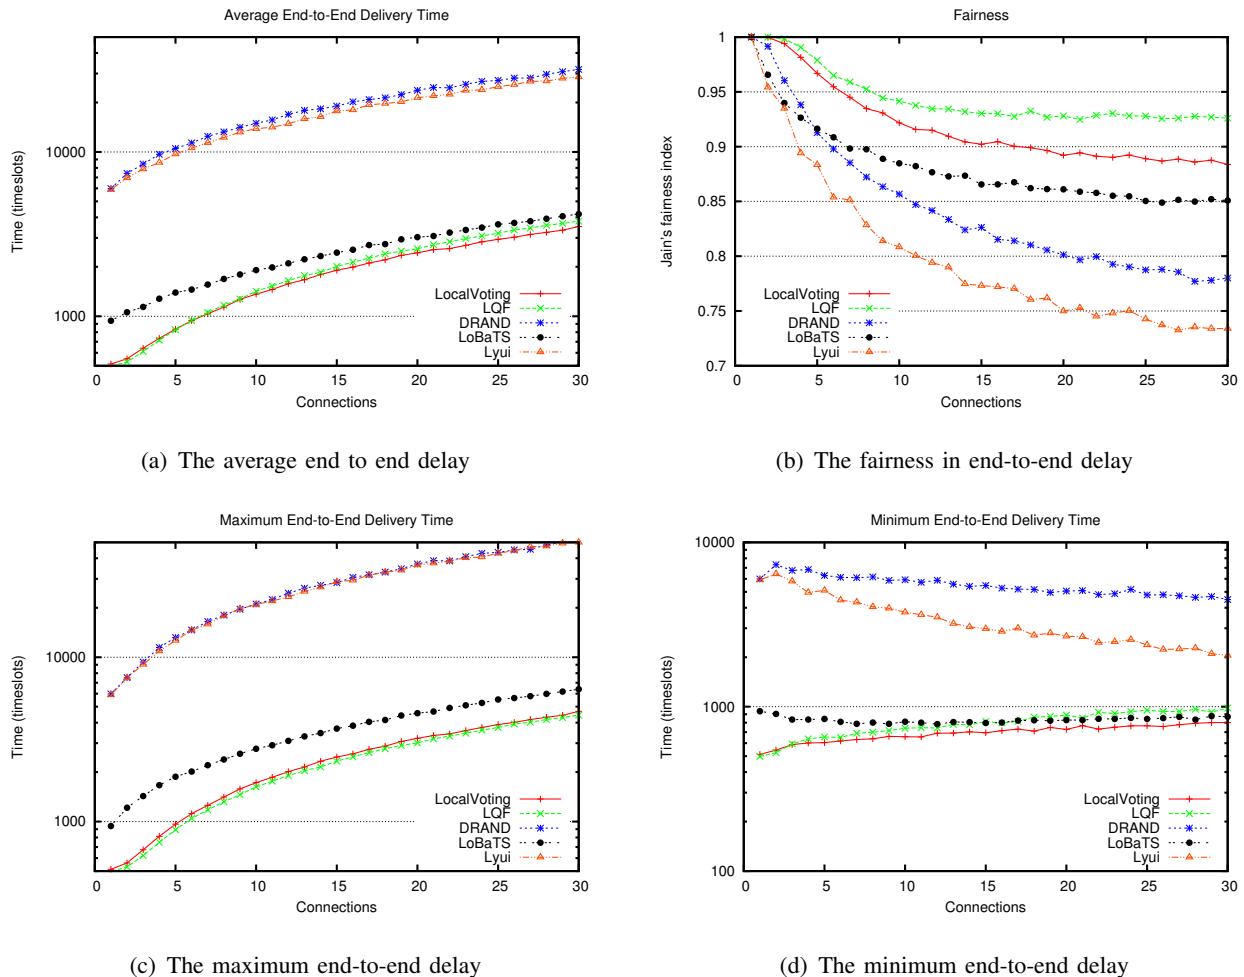 Average End-to-End Delivery Time
Time (timeslots)
10000
1000
0 5 10 15 20 25 30
Connections
LocalVoting
LQF
DRAND
LoBaTS
Lyui
(a) The average end to end delay
Fairness
Jain's fairness index
1
0.95
0.9
0.85
0.8
0.75
0.7
0 5 10 15 20 25 30
Connections
LocalVoting
LQF
DRAND
LoBaTS
Lyui
(b) The fairness in end-to-end delay
Maximum End-to-End Delivery Time
Time (timeslots)
10000
1000
0 5 10 15 20 25 30
Connections
LocalVoting
LQF
DRAND
LoBaTS
Lyui
(c) The maximum end-to-end delay
Minimum End-to-End Delivery Time
Time (timeslots)
10000
1000
100
0 5 10 15 20 25 30
Connections
LocalVoting
LQF
DRAND
LoBaTS
Lyui
(d) The minimum end-to-end delay